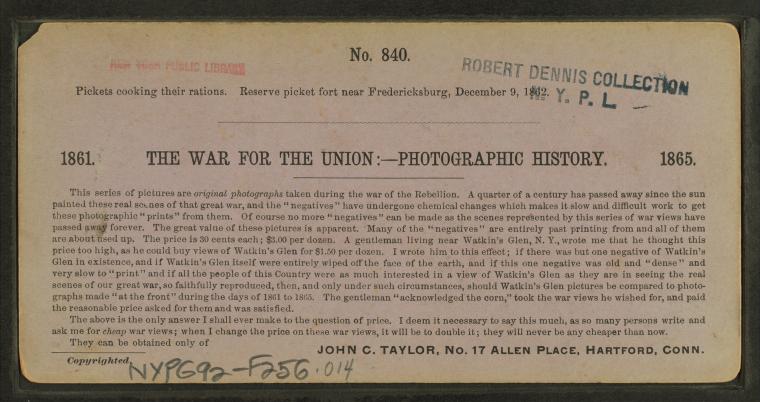 No. 840.
NEW YORK PUBLIC LIBRARY
ROBERT DENNIS COLLECTION
N. Y. P. L.
Pickets cooking their rations. Reserve picket fort near Fredericksburg, December 9, 1862.
1861. THE WAR FOR THE UNION:—PHOTOGRAPHIC HISTORY. 1865.
This series of pictures are original photographs taken during the war of the Rebellion. A quarter of a century has passed away since the sun
painted these real scenes of that great war, and the "negatives" have undergone chemical changes which makes it slow and difficult work to get
these photographic "prints" from them. Of course no more "negatives" can be made as the scenes represented by this series of war views have
passed away forever. The great value of these pictures is apparent. Many of the "negatives" are entirely past printing from and all of them
are about used up. The price is 30 cents each; $3.00 per dozen. A gentleman living near Watkin's Glen, N. Y., wrote me that he thought this
price too high, as he could buy views of Watkin's Glen for $1.50 per dozen. I wrote him to this effect; if there was but one negative of Watkin's
Glen in existence, and if Watkin's Glen itself were entirely wiped off the face of the earth, and if this one negative was old and "dense" and
very slow to "print" and if all the people of this Country were as much interested in a view of Watkin's Glen as they are in seeing the real
scenes of our great war, so faithfully reproduced, then, and only under such circumstances, should Watkin's Glen pictures be compared to photo-
graphs made "at the front" during the days of 1861 to 1865. The gentleman "acknowledged the corn," took the war views he wished for, and paid
the reasonable price asked for them and was satisfied.
The above is the only answer I shall ever make to the question of price. I deem it necessary to say this much, as so many persons write and
ask me for cheap war views; when I change the price on these war views, it will be to double it; they will never be any cheaper than now.
They can be obtained only of
JOHN C. TAYLOR, No. 17 ALLEN PLACE, HARTFORD, CONN.
Copyrighted.
NYPG92-F256.014